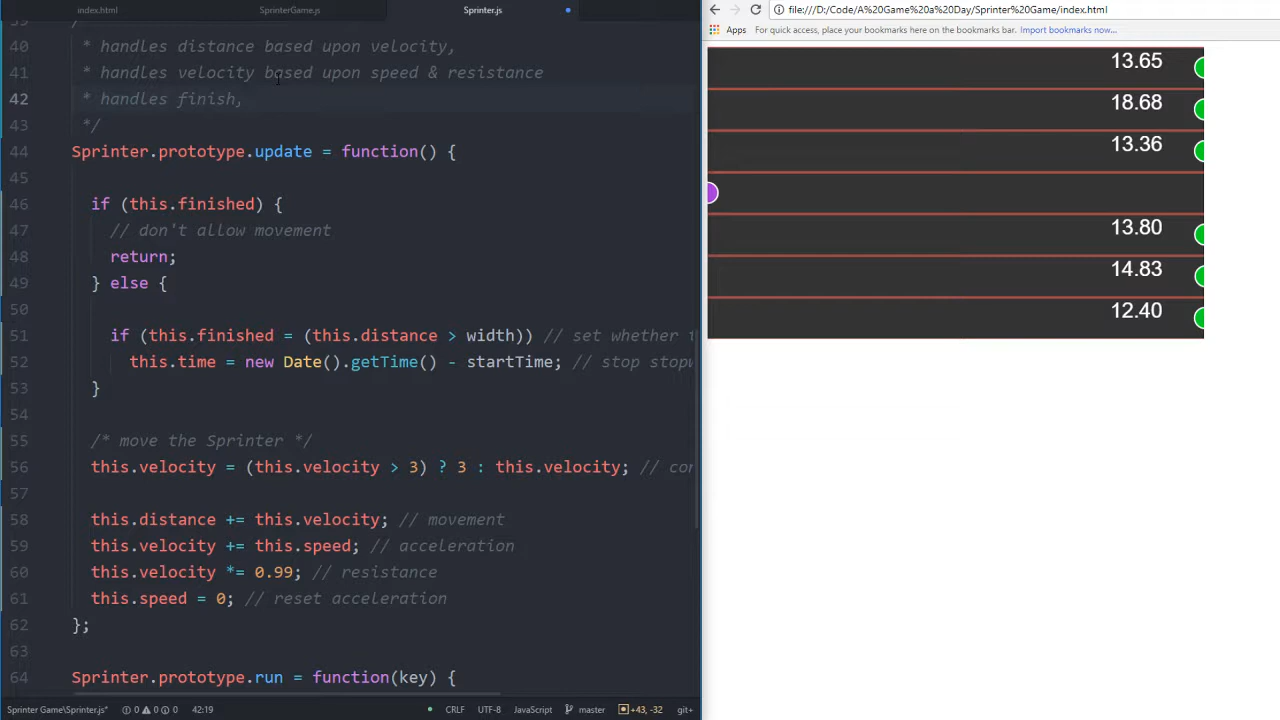 index.html SprinterGame.js Sprinter.js
39 /*
40 * handles distance based upon velocity,
41 * handles velocity based upon speed & resistance
42 * handles finish,
43 */
44 Sprinter.prototype.update = function() {
45
46 if (this.finished) {
47 // don't allow movement
48 return;
49 } else {
50
51 if (this.finished = (this.distance > width)) // set whether
52 this.time = new Date().getTime() - startTime; // stop
53 }
54
55 /* move the Sprinter */
56 this.velocity = (this.velocity > 3) ? 3 : this.velocity; //
57
58 this.distance += this.velocity; // movement
59 this.velocity += this.speed; // acceleration
60 this.velocity *= 0.99; // resistance
61 this.speed = 0; // reset acceleration
62 };
63
64 Sprinter.prototype.run = function(key) {
Sprinter Game\Sprinter.js* 0 0 0 42:19 CRLF UTF-8 JavaScript master +43, -32 git+
file:///D:/Code/A%20Game%20a%20Day/Sprinter%20Game/index.html
Apps For quick access, place your bookmarks here on the bookmarks bar. Import bookmarks now...
13.65
18.68
13.36
13.80
14.83
12.40